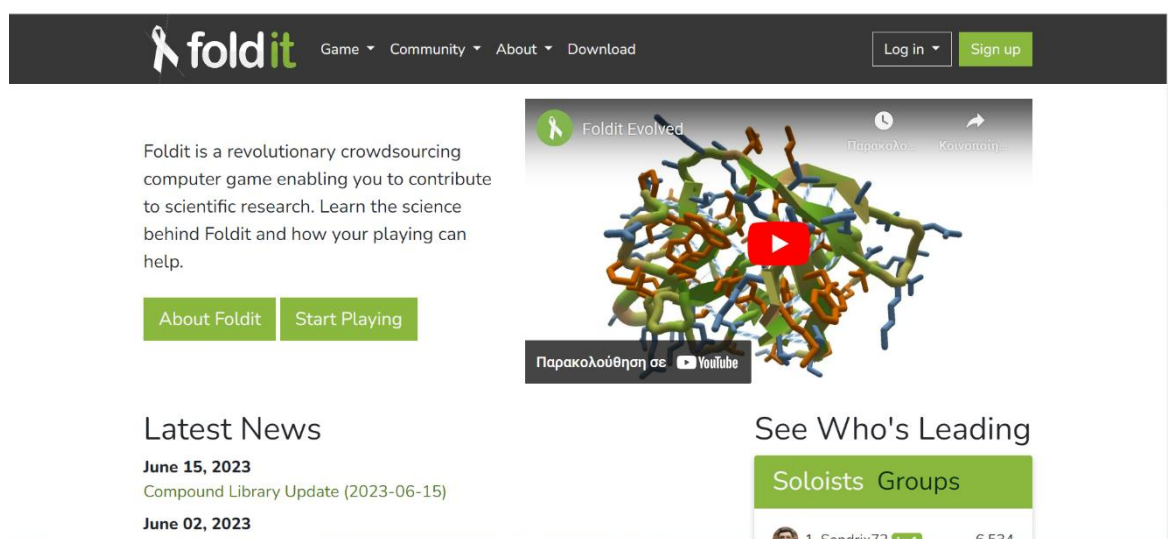 foldit Game Community About Download Log in Sign up
Foldit is a revolutionary crowdsourcing
computer game enabling you to contribute
to scientific research. Learn the science
behind Foldit and how your playing can
help.
About Foldit Start Playing
Foldit Evolved
Παρακολο... Κοινοποίη...
Παρακολούθηση σε YouTube
Latest News
June 15, 2023
Compound Library Update (2023-06-15)
June 02, 2023
See Who's Leading
Soloists Groups